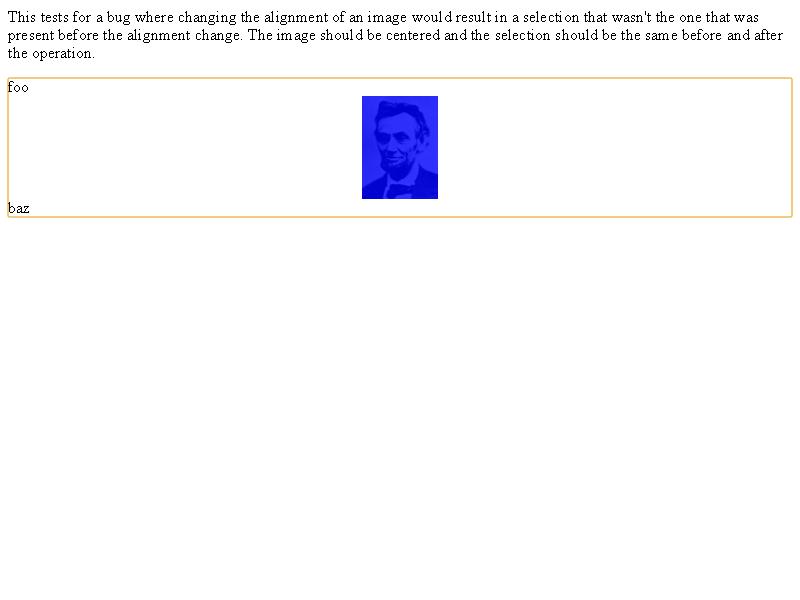 This tests for a bug where changing the alignment of an image would result in a selection that wasn't the one that was
present before the alignment change. The image should be centered and the selection should be the same before and after
the operation.
foo
baz